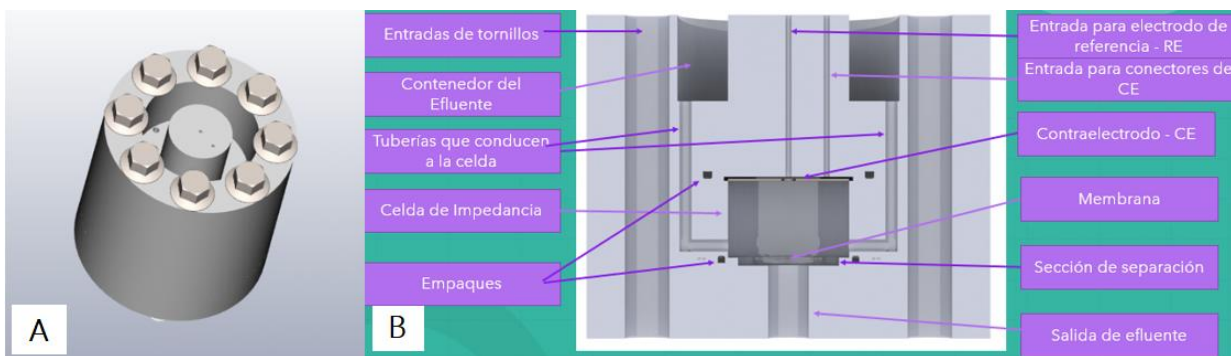 A
B
Entradas de tornillos
Contenedor del
Efluente
Tuberías que conducen
a la celda
Celda de Impedancia
Empaques
Entrada para electrodo de
referencia - RE
Entrada para conectores de
CE
Contraelectrodo - CE
Membrana
Sección de separación
Salida de efluente